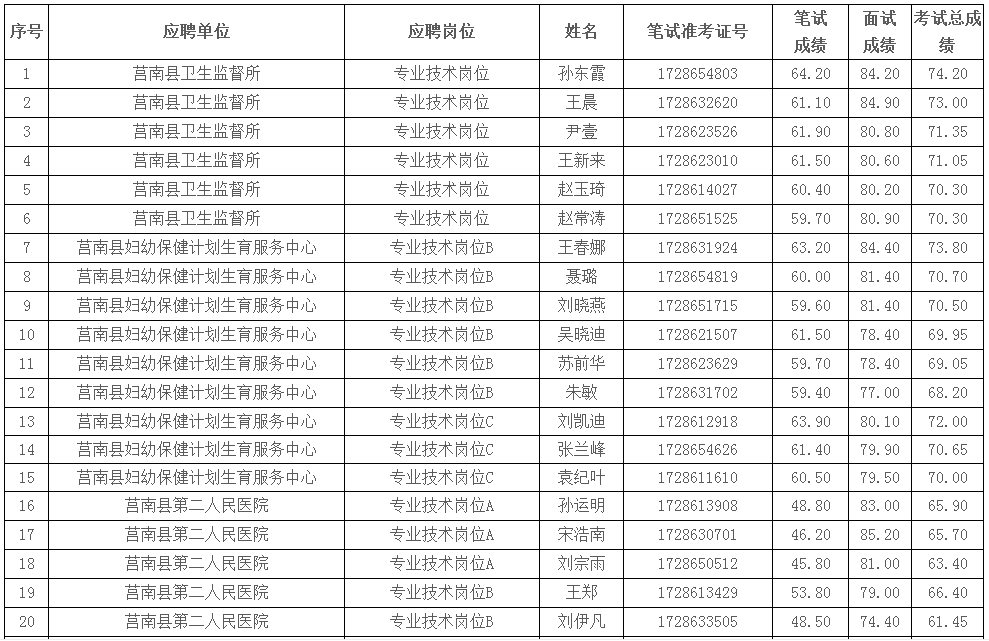 序号 应聘单位 应聘岗位 姓名 笔试准考证号 笔试成绩 面试成绩 考试总成绩
1 莒南县卫生监督所 专业技术岗位 孙东霞 1728654803 64.20 84.20 74.20
2 莒南县卫生监督所 专业技术岗位 王晨 1728632620 61.10 84.90 73.00
3 莒南县卫生监督所 专业技术岗位 尹壹 1728623526 61.90 80.80 71.35
4 莒南县卫生监督所 专业技术岗位 王新来 1728623010 61.50 80.60 71.05
5 莒南县卫生监督所 专业技术岗位 赵玉琦 1728614027 60.40 80.20 70.30
6 莒南县卫生监督所 专业技术岗位 赵常涛 1728651525 59.70 80.90 70.30
7 莒南县妇幼保健计划生育服务中心 专业技术岗位B 王春娜 1728631924 63.20 84.40 73.80
8 莒南县妇幼保健计划生育服务中心 专业技术岗位B 聂璐 1728654819 60.00 81.40 70.70
9 莒南县妇幼保健计划生育服务中心 专业技术岗位B 刘晓燕 1728651715 59.60 81.40 70.50
10 莒南县妇幼保健计划生育服务中心 专业技术岗位B 吴晓迪 1728621507 61.50 78.40 69.95
11 莒南县妇幼保健计划生育服务中心 专业技术岗位B 苏前华 1728623629 59.70 78.40 69.05
12 莒南县妇幼保健计划生育服务中心 专业技术岗位B 朱敏 1728631702 59.40 77.00 68.20
13 莒南县妇幼保健计划生育服务中心 专业技术岗位C 刘凯迪 1728612918 63.90 80.10 72.00
14 莒南县妇幼保健计划生育服务中心 专业技术岗位C 张兰峰 1728654626 61.40 79.90 70.65
15 莒南县妇幼保健计划生育服务中心 专业技术岗位C 袁纪叶 1728611610 60.50 79.50 70.00
16 莒南县第二人民医院 专业技术岗位A 孙运明 1728613908 48.80 83.00 65.90
17 莒南县第二人民医院 专业技术岗位A 宋浩南 1728630701 46.20 85.20 65.70
18 莒南县第二人民医院 专业技术岗位A 刘宗雨 1728650512 45.80 81.00 63.40
19 莒南县第二人民医院 专业技术岗位B 王郑 1728613429 53.80 79.00 66.40
20 莒南县第二人民医院 专业技术岗位B 刘伊凡 1728633505 48.50 74.40 61.45